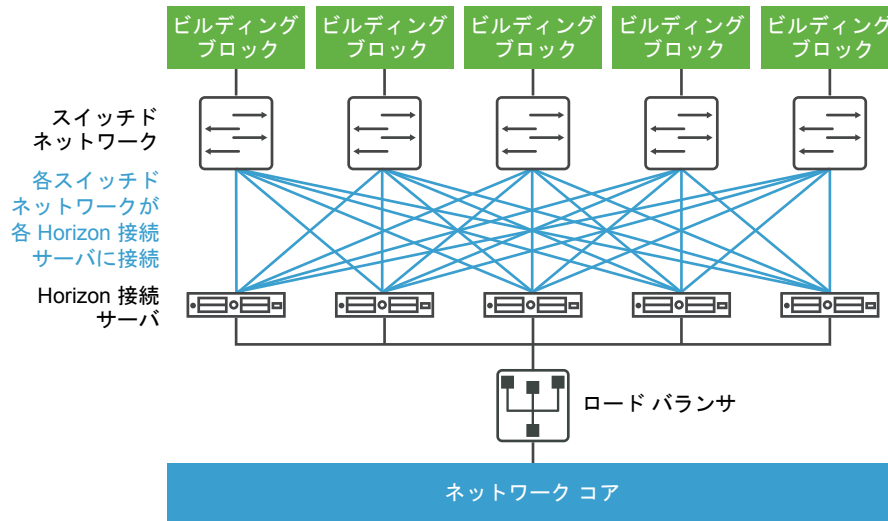 ビルディング
ブロック
ビルディング
ブロック
ビルディング
ブロック
ビルディング
ブロック
ビルディング
ブロック
スイッチド
ネットワーク
各スイッチド
ネットワークが
各 Horizon 接続
サーバに接続
Horizon 接続
サーバ
ロード バランサ
ネットワーク コア